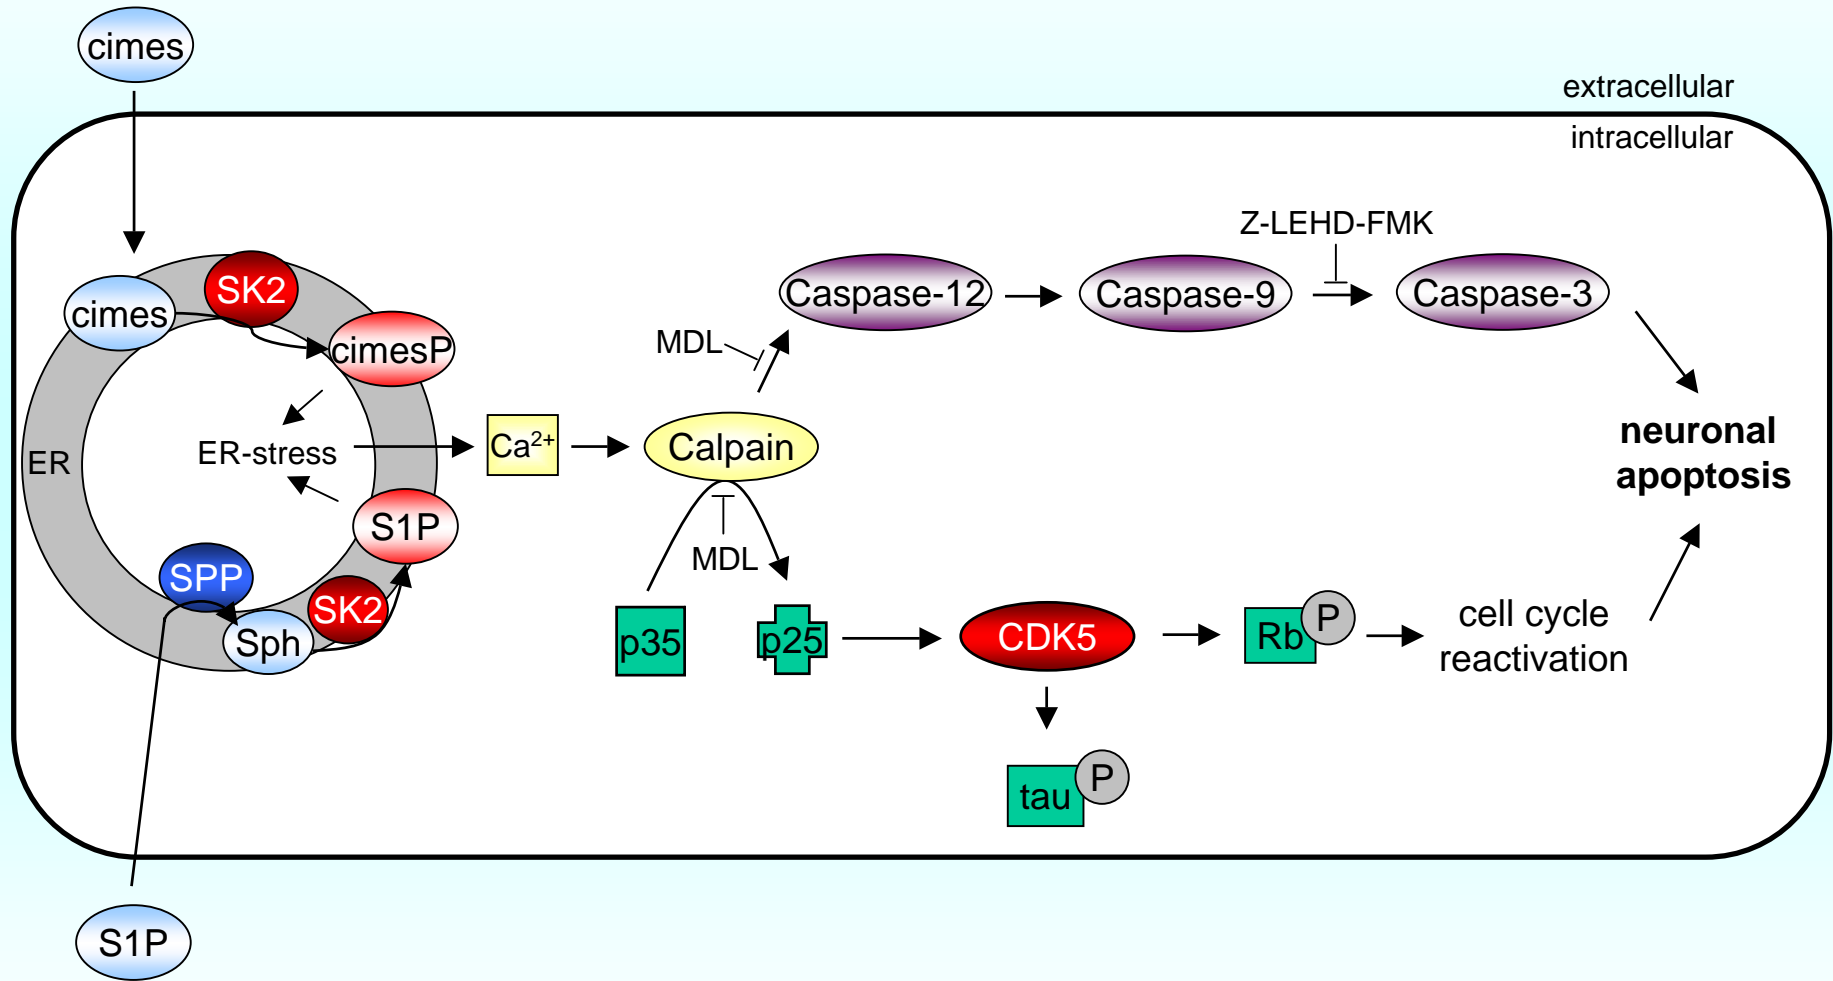 cimes
extracellular
intracellular
Z-LEHD-FMK
SK2
cimes
cimesP
Caspase-12
Caspase-9
Caspase-3
MDL
ER
ER-stress
Ca²⁺
Calpain
neuronal
apoptosis
S1P
MDL
SPP
SK2
Sph
p35
p25
CDK5
Rb
P
cell cycle
reactivation
tau
P
S1P